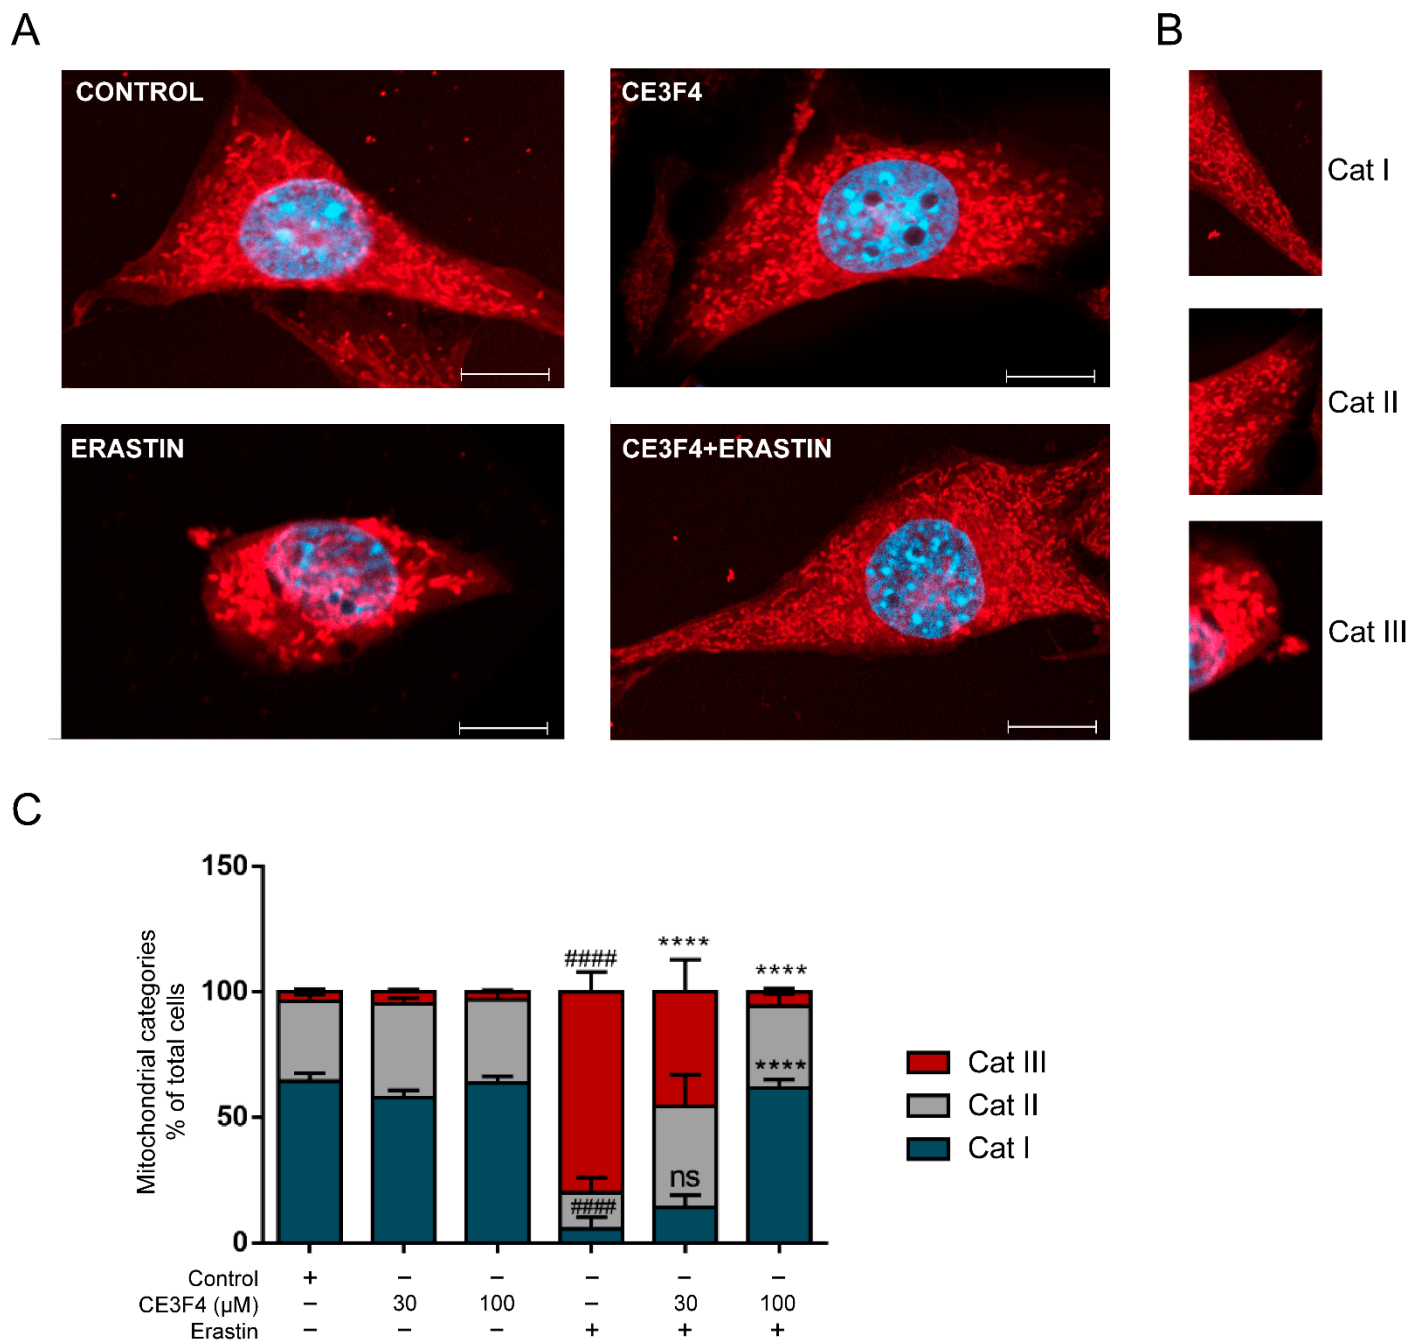 A
B
CONTROL
CE3F4
Cat I
ERASTIN
CE3F4+ERASTIN
Cat II
Cat III
C
Mitochondrial categories
% of total cells
150
100
50
0
####
####
****
ns
****
****
Cat III
Cat II
Cat I
Control + – – – – –
CE3F4 (µM) – 30 100 – 30 100
Erastin – – – + + +